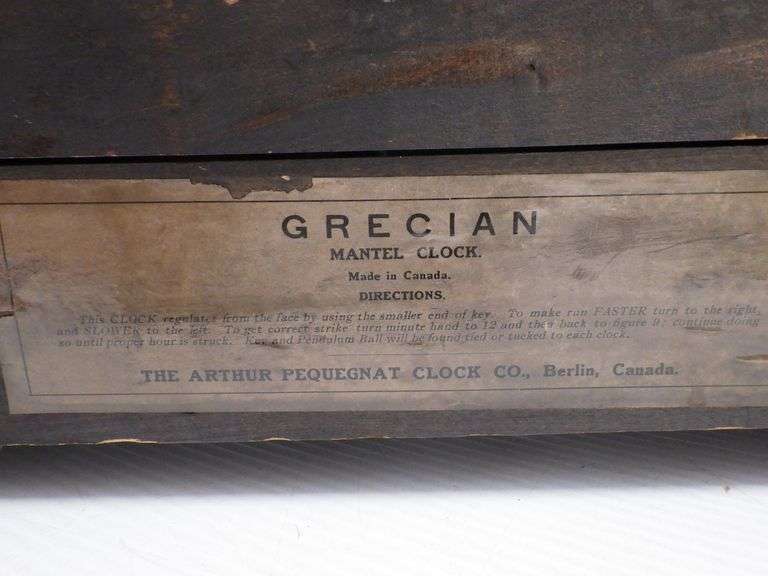 GRECIAN
MANTEL CLOCK.
Made in Canada.
DIRECTIONS.
This CLOCK regulates from the face by using the smaller end of key. To make run FASTER turn to the right,
and SLOWER to the left. To get correct strike turn minute hand to 12 and then back to figure 9; continue doing
so until proper hour is struck. Key and Pendulum Ball will be found tied or tacked to each clock.
THE ARTHUR PEQUEGNAT CLOCK CO., Berlin, Canada.